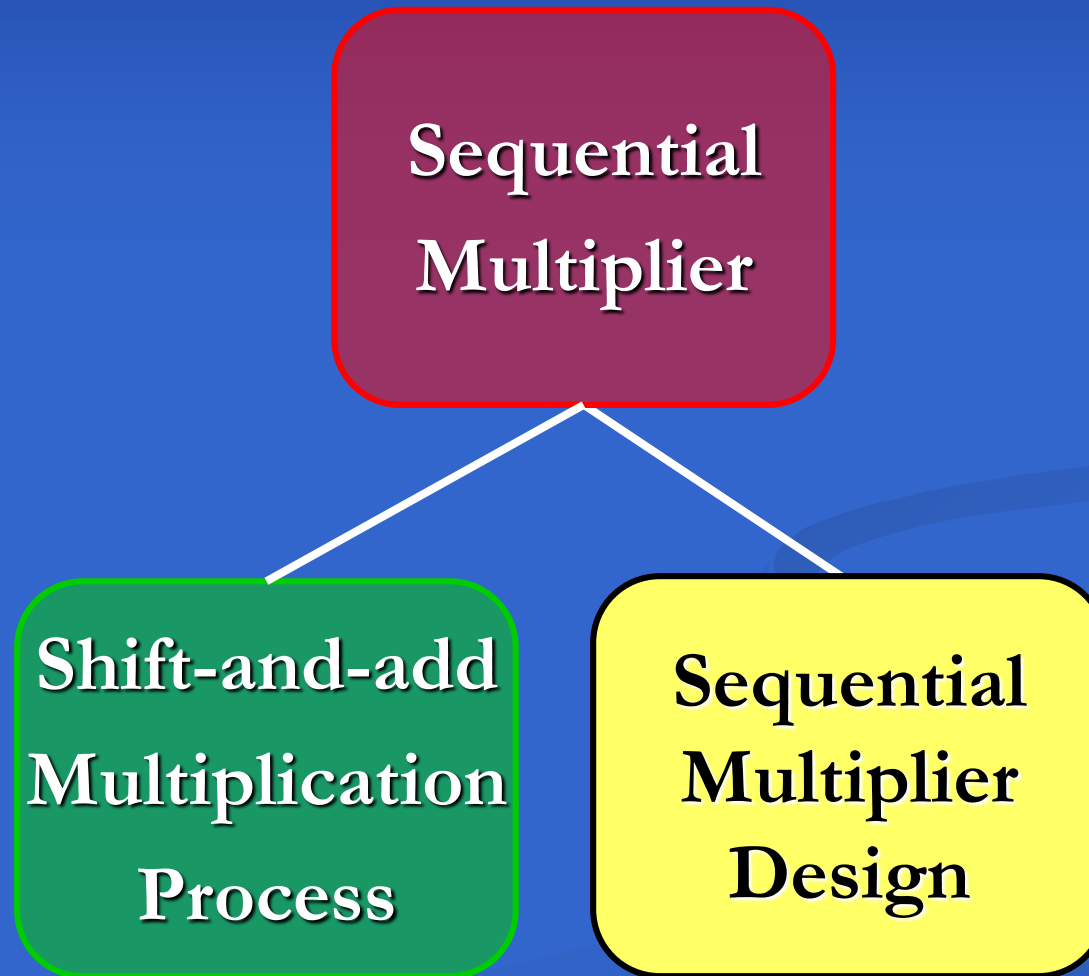 Sequential
Multiplier
Shift-and-add
Multiplication
Process
Sequential
Multiplier
Design